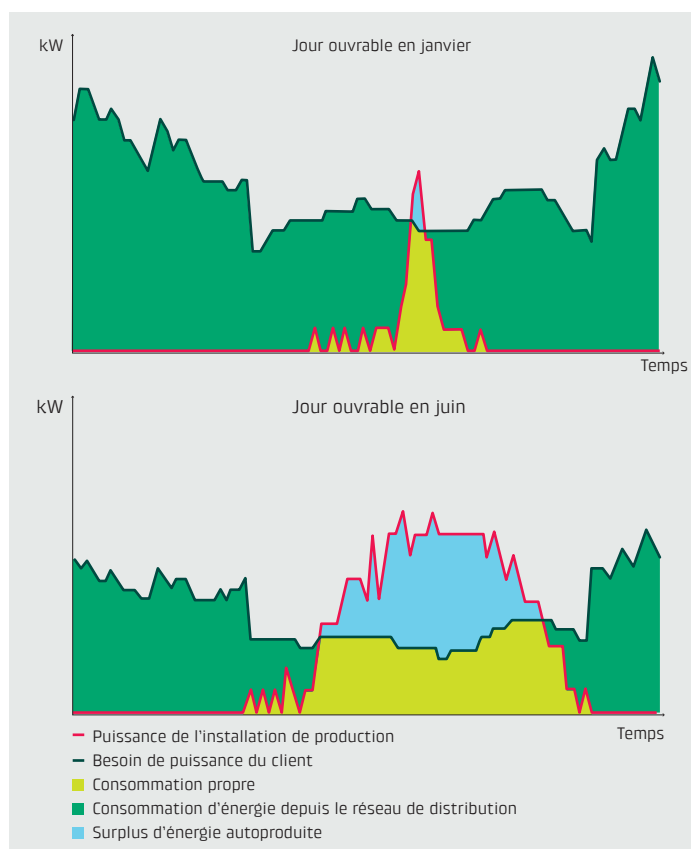 kW
Jour ouvrable en janvier
Temps
kW
Jour ouvrable en juin
Temps
Puissance de l'installation de production
Besoin de puissance du client
Consommation propre
Consommation d'énergie depuis le réseau de distribution
Surplus d'énergie autoproduite